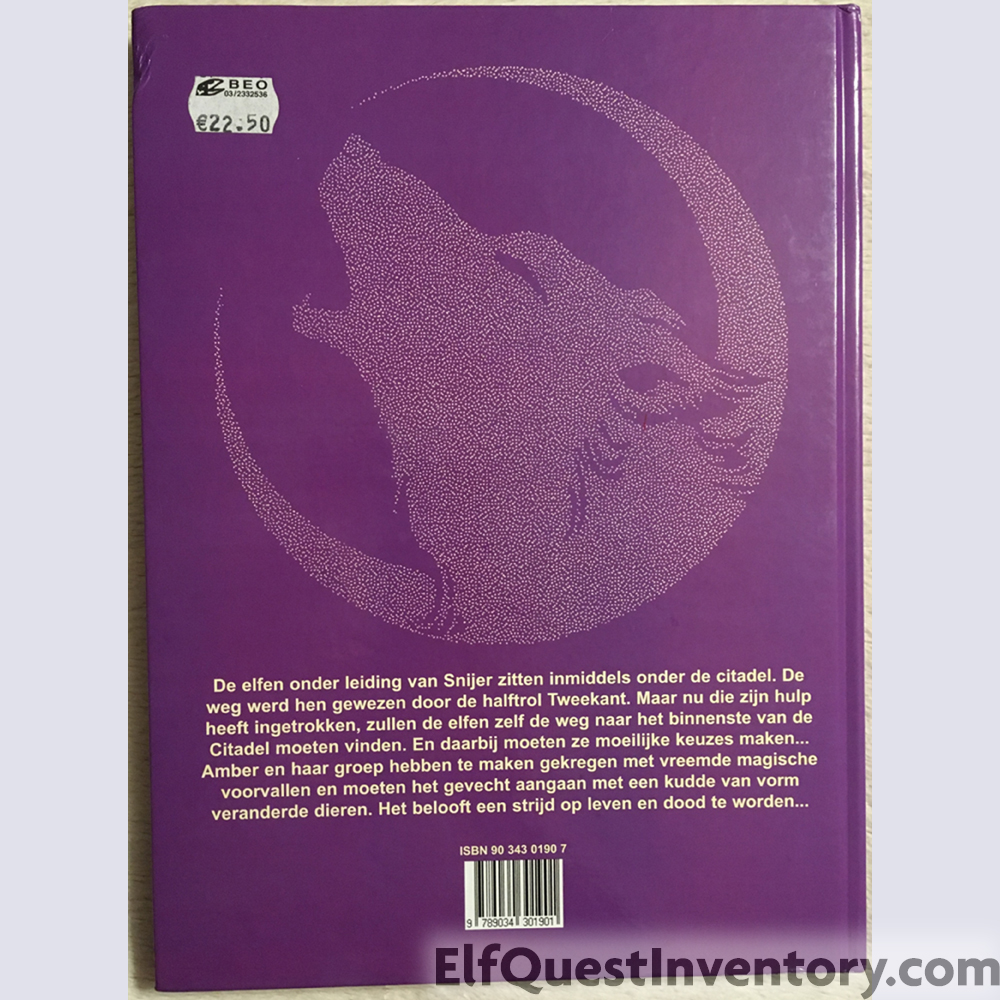 BEO
03/2332536
€22.50
De elfen onder leiding van Snijer zitten inmiddels onder de citadel. De
weg werd hen gewezen door de halftrol Tweekant. Maar nu die zijn hulp
heeft ingetrokken, zullen de elfen zelf de weg naar het binnenste van de
Citadel moeten vinden. En daarbij moeten ze moeilijke keuzes maken...
Amber en haar groep hebben te maken gekregen met vreemde magische
voorvallen en moeten het gevecht aangaan met een kudde van vorm
veranderde dieren. Het belooft een strijd op leven en dood te worden...
ISBN 90 343 0190 7
9 789034 301901
ElfQuestInventory.com